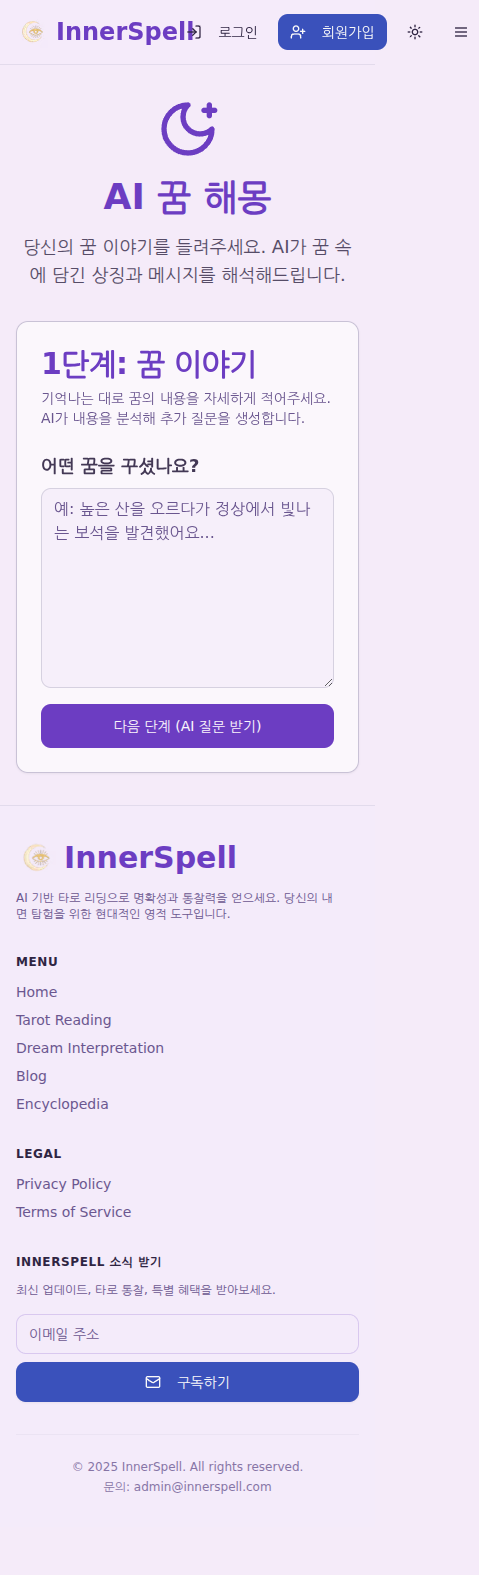 InnerSpell 로그인 회원가입
AI 꿈 해몽
당신의 꿈 이야기를 들려주세요. AI가 꿈 속
에 담긴 상징과 메시지를 해석해드립니다.
1단계: 꿈 이야기
기억나는 대로 꿈의 내용을 자세하게 적어주세요.
AI가 내용을 분석해 추가 질문을 생성합니다.
어떤 꿈을 꾸셨나요?
예: 높은 산을 오르다가 정상에서 빛나
는 보석을 발견했어요...
다음 단계 (AI 질문 받기)
InnerSpell
AI 기반 타로 리딩으로 명확성과 통찰력을 얻으세요. 당신의 내
면 탐험을 위한 현대적인 영적 도구입니다.
MENU
Home
Tarot Reading
Dream Interpretation
Blog
Encyclopedia
LEGAL
Privacy Policy
Terms of Service
INNERSPELL 소식 받기
최신 업데이트, 타로 통찰, 특별 혜택을 받아보세요.
이메일 주소
구독하기
© 2025 InnerSpell. All rights reserved.
문의: admin@innerspell.com